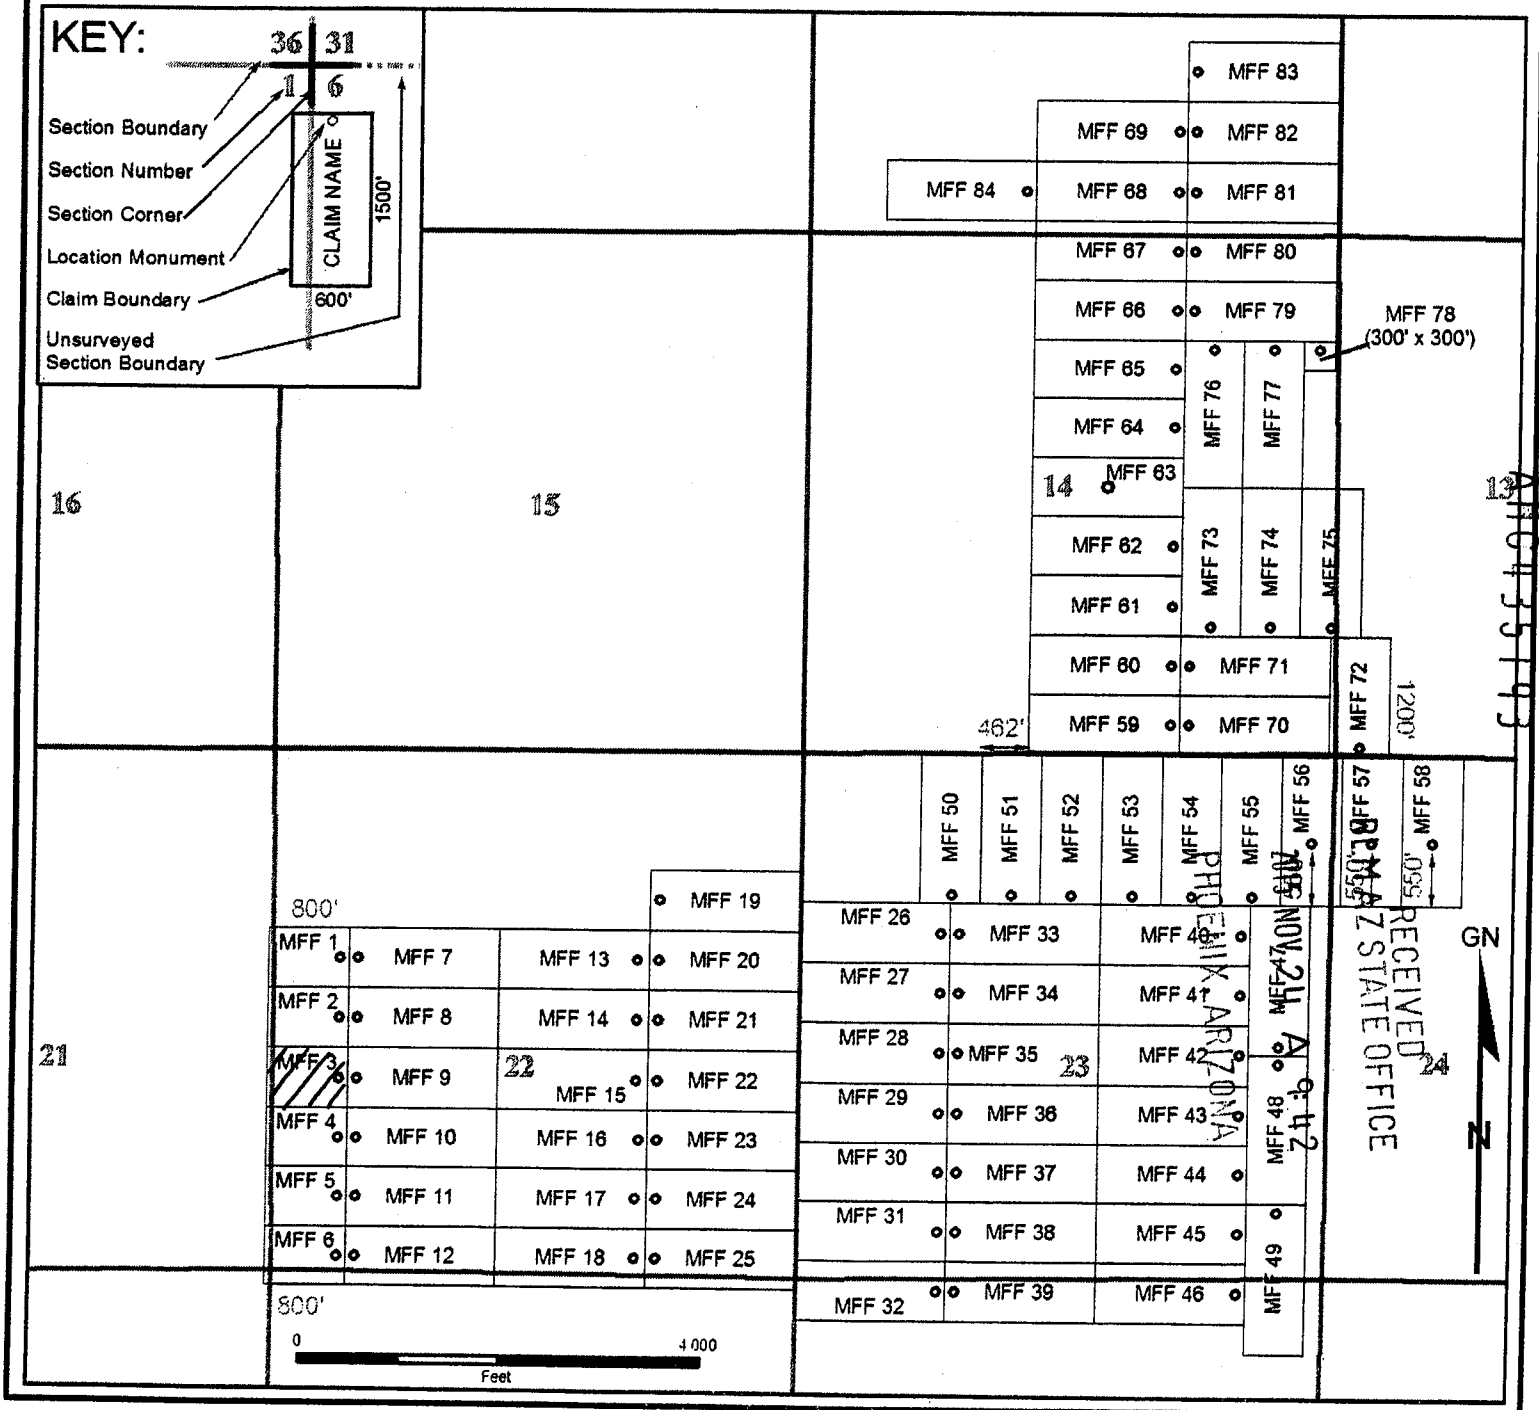 KEY:
36 31
1 6
Section Boundary
Section Number
Section Corner
Location Monument
Claim Boundary
Unsurveyed
Section Boundary
CLAIM NAME
1500'
600'
MFF 83
MFF 69
MFF 82
MFF 84
MFF 68
MFF 81
MFF 67
MFF 80
MFF 66
MFF 79
MFF 78
(300' x 300')
MFF 65
MFF 76
MFF 77
MFF 64
MFF 63
16
15
14
13
MFF 62
MFF 73
MFF 74
MFF 75
MFF 61
MFF 60
MFF 71
MFF 72
1200'
462'
MFF 59
MFF 70
MFF 50
MFF 51
MFF 52
MFF 53
MFF 54
MFF 55
MFF 56
MFF 57
MFF 58
550'
550'
800'
MFF 19
MFF 26
MFF 33
MFF 40
MFF 47
MFF 1
MFF 7
MFF 13
MFF 20
MFF 27
MFF 34
MFF 41
MFF 2
MFF 8
MFF 14
MFF 21
MFF 28
MFF 35
MFF 42
21
MFF 3
MFF 9
22
MFF 15
MFF 22
23
24
MFF 29
MFF 36
MFF 43
MFF 48
MFF 4
MFF 10
MFF 16
MFF 23
MFF 30
MFF 37
MFF 44
MFF 5
MFF 11
MFF 17
MFF 24
MFF 31
MFF 38
MFF 45
MFF 49
MFF 6
MFF 12
MFF 18
MFF 25
MFF 32
MFF 39
MFF 46
800'
0
4 000
Feet
GN
N
RECEIVED
AZ STATE OFFICE
NOV 24 A 9:42
PHOENIX, ARIZONA
AMC435193